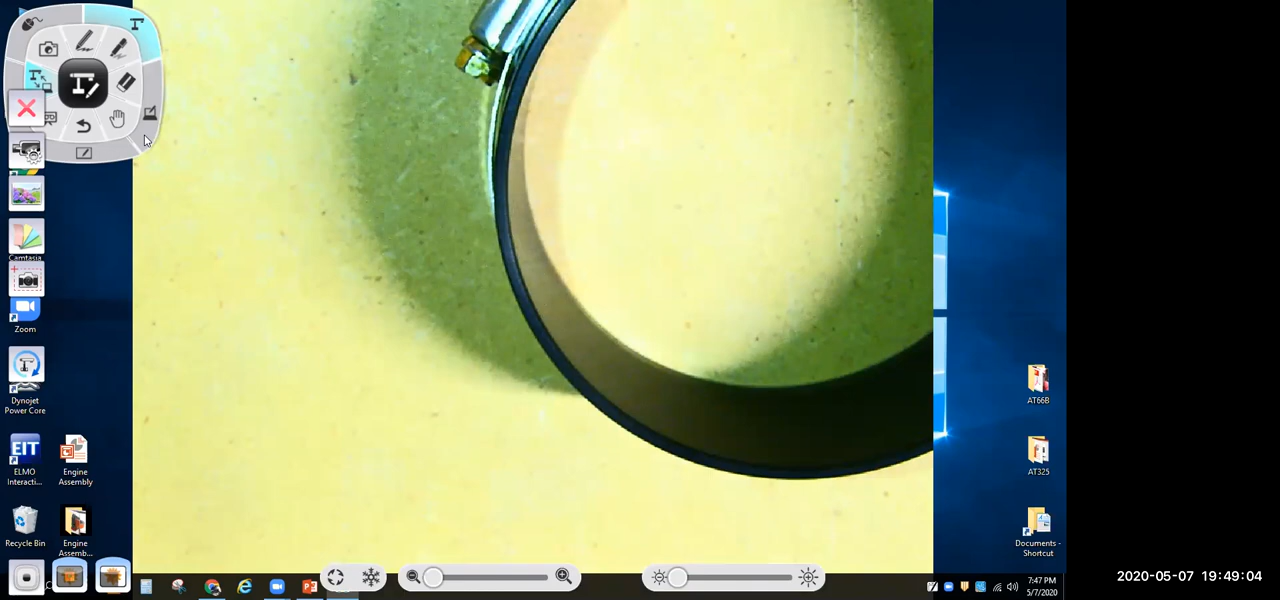 Camtasia
Zoom
Dynojet
Power Core
EIT
ELMO
Interacti...
Engine
Assembly
Recycle Bin
Engine
Assemb...
AT66B
AT325
Documents -
Shortcut
7:47 PM
5/7/2020
2020-05-07 19:49:04